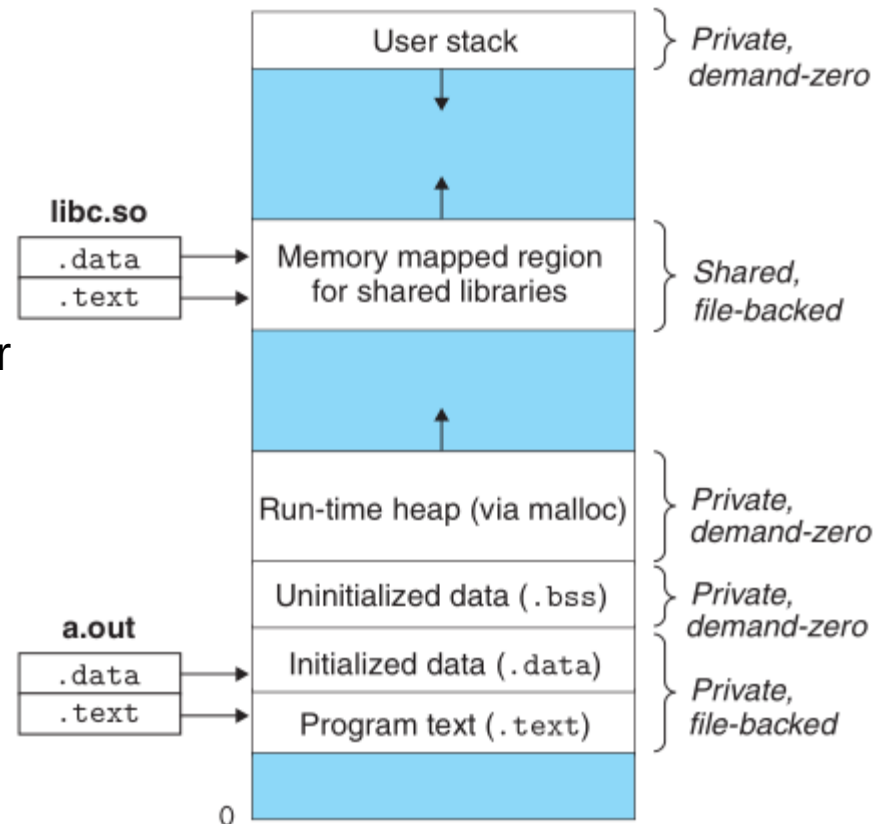 User stack
Private,
demand-zero
libc.so
.data
.text
Memory mapped region
for shared libraries
Shared,
file-backed
r
Run-time heap (via malloc)
Private,
demand-zero
Uninitialized data (.bss)
Private,
demand-zero
a.out
.data
.text
Initialized data (.data)
Program text (.text)
Private,
file-backed
0